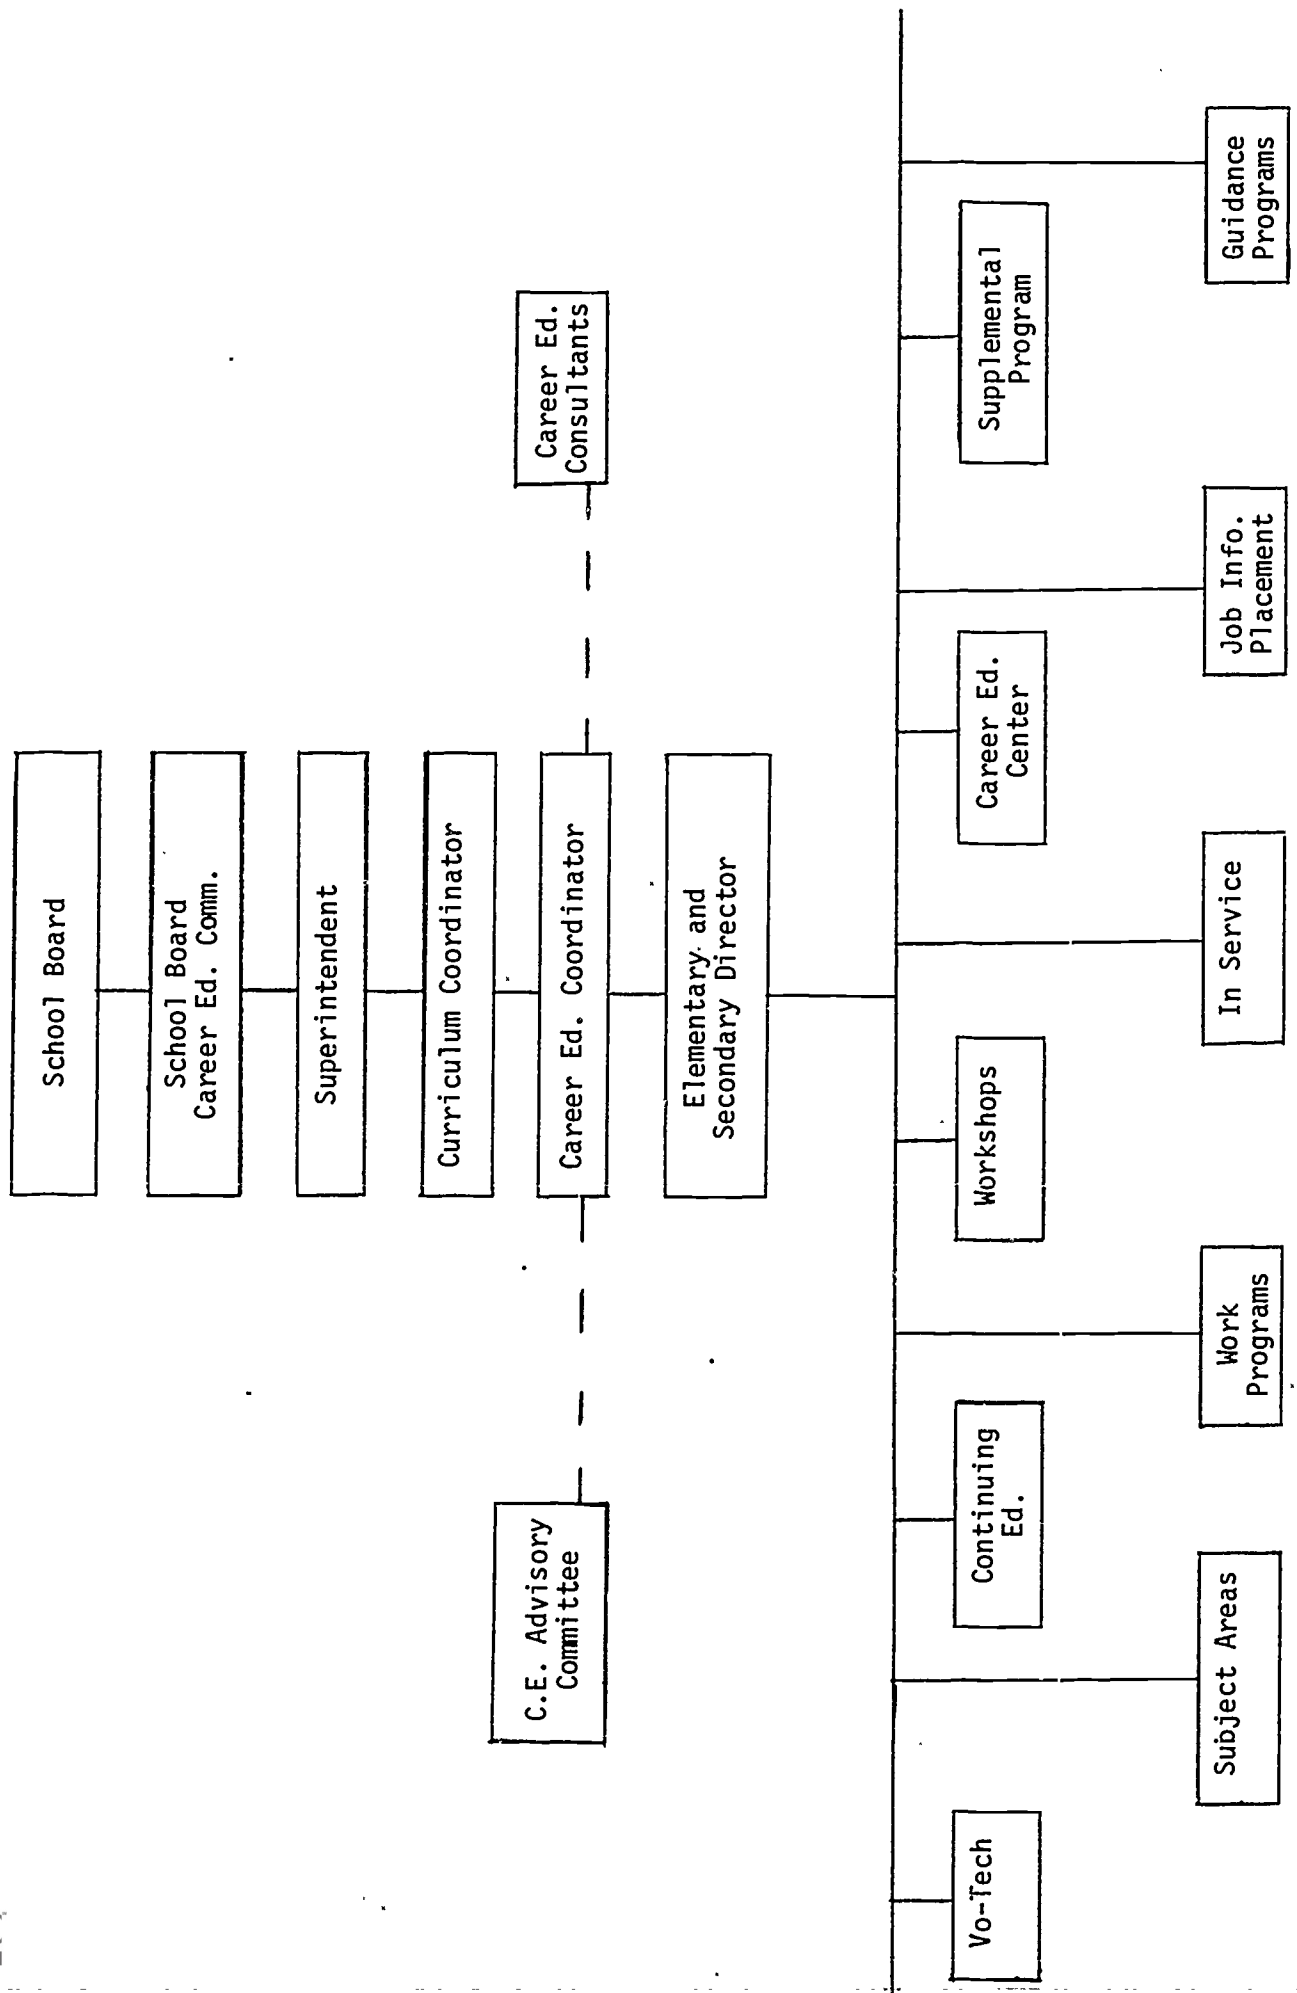 School Board
School Board
Career Ed. Comm.
Superintendent
Curriculum Coordinator
C.E. Advisory
Committee
Career Ed. Coordinator
Career Ed.
Consultants
Elementary and
Secondary Director
Vo-Tech
Continuing
Ed.
Workshops
Career Ed.
Center
Supplemental
Program
Subject Areas
Work
Programs
In Service
Job Info.
Placement
Guidance
Programs